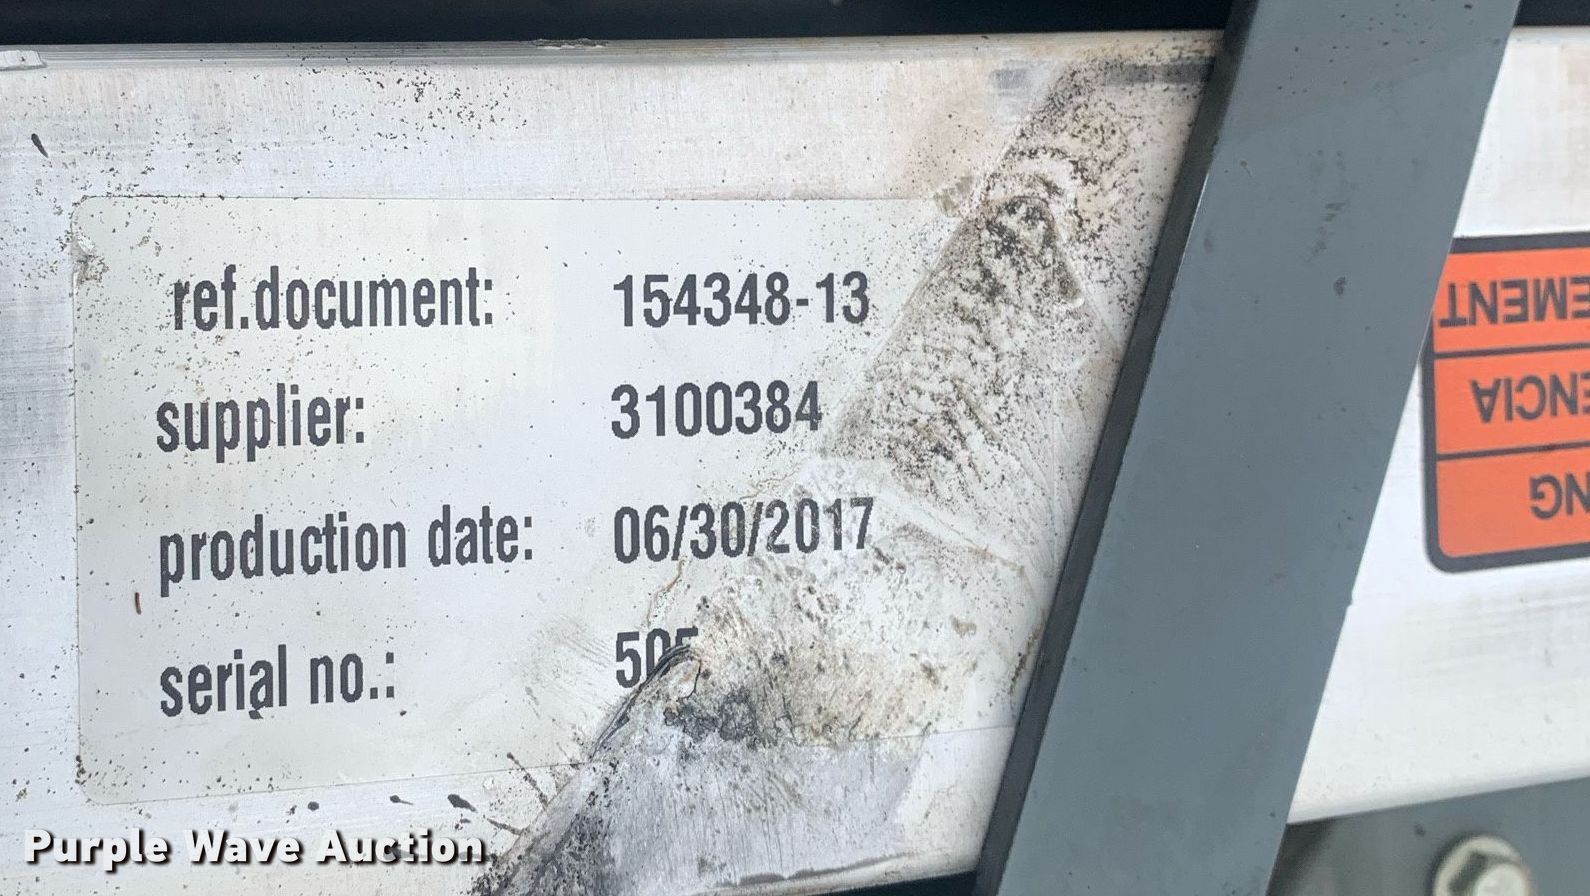 ref.document: 154348-13
supplier: 3100384
production date: 06/30/2017
serial no.:
EMENT
ENCIA
NG
Purple Wave Auction